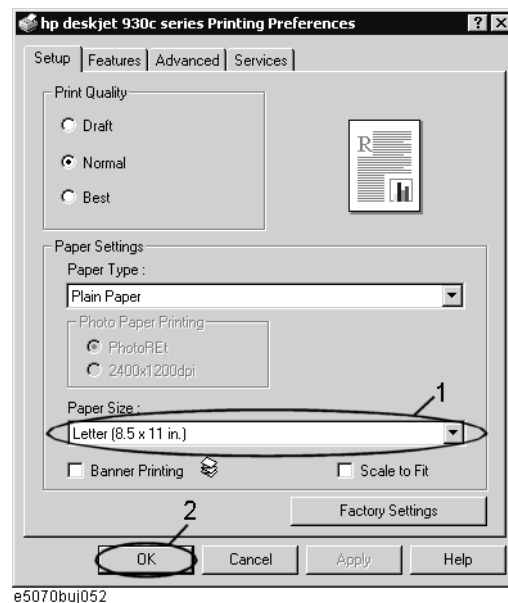 hp deskjet 930c series Printing Preferences ? X
Setup Features Advanced Services
Print Quality
Draft
Normal
Best
R
Paper Settings
Paper Type :
Plain Paper
Photo Paper Printing
PhotoREt
2400x1200dpi
1
Paper Size :
Letter (8.5 x 11 in.)
Banner Printing Scale to Fit
2
Factory Settings
OK Cancel Apply Help
e5070buj052